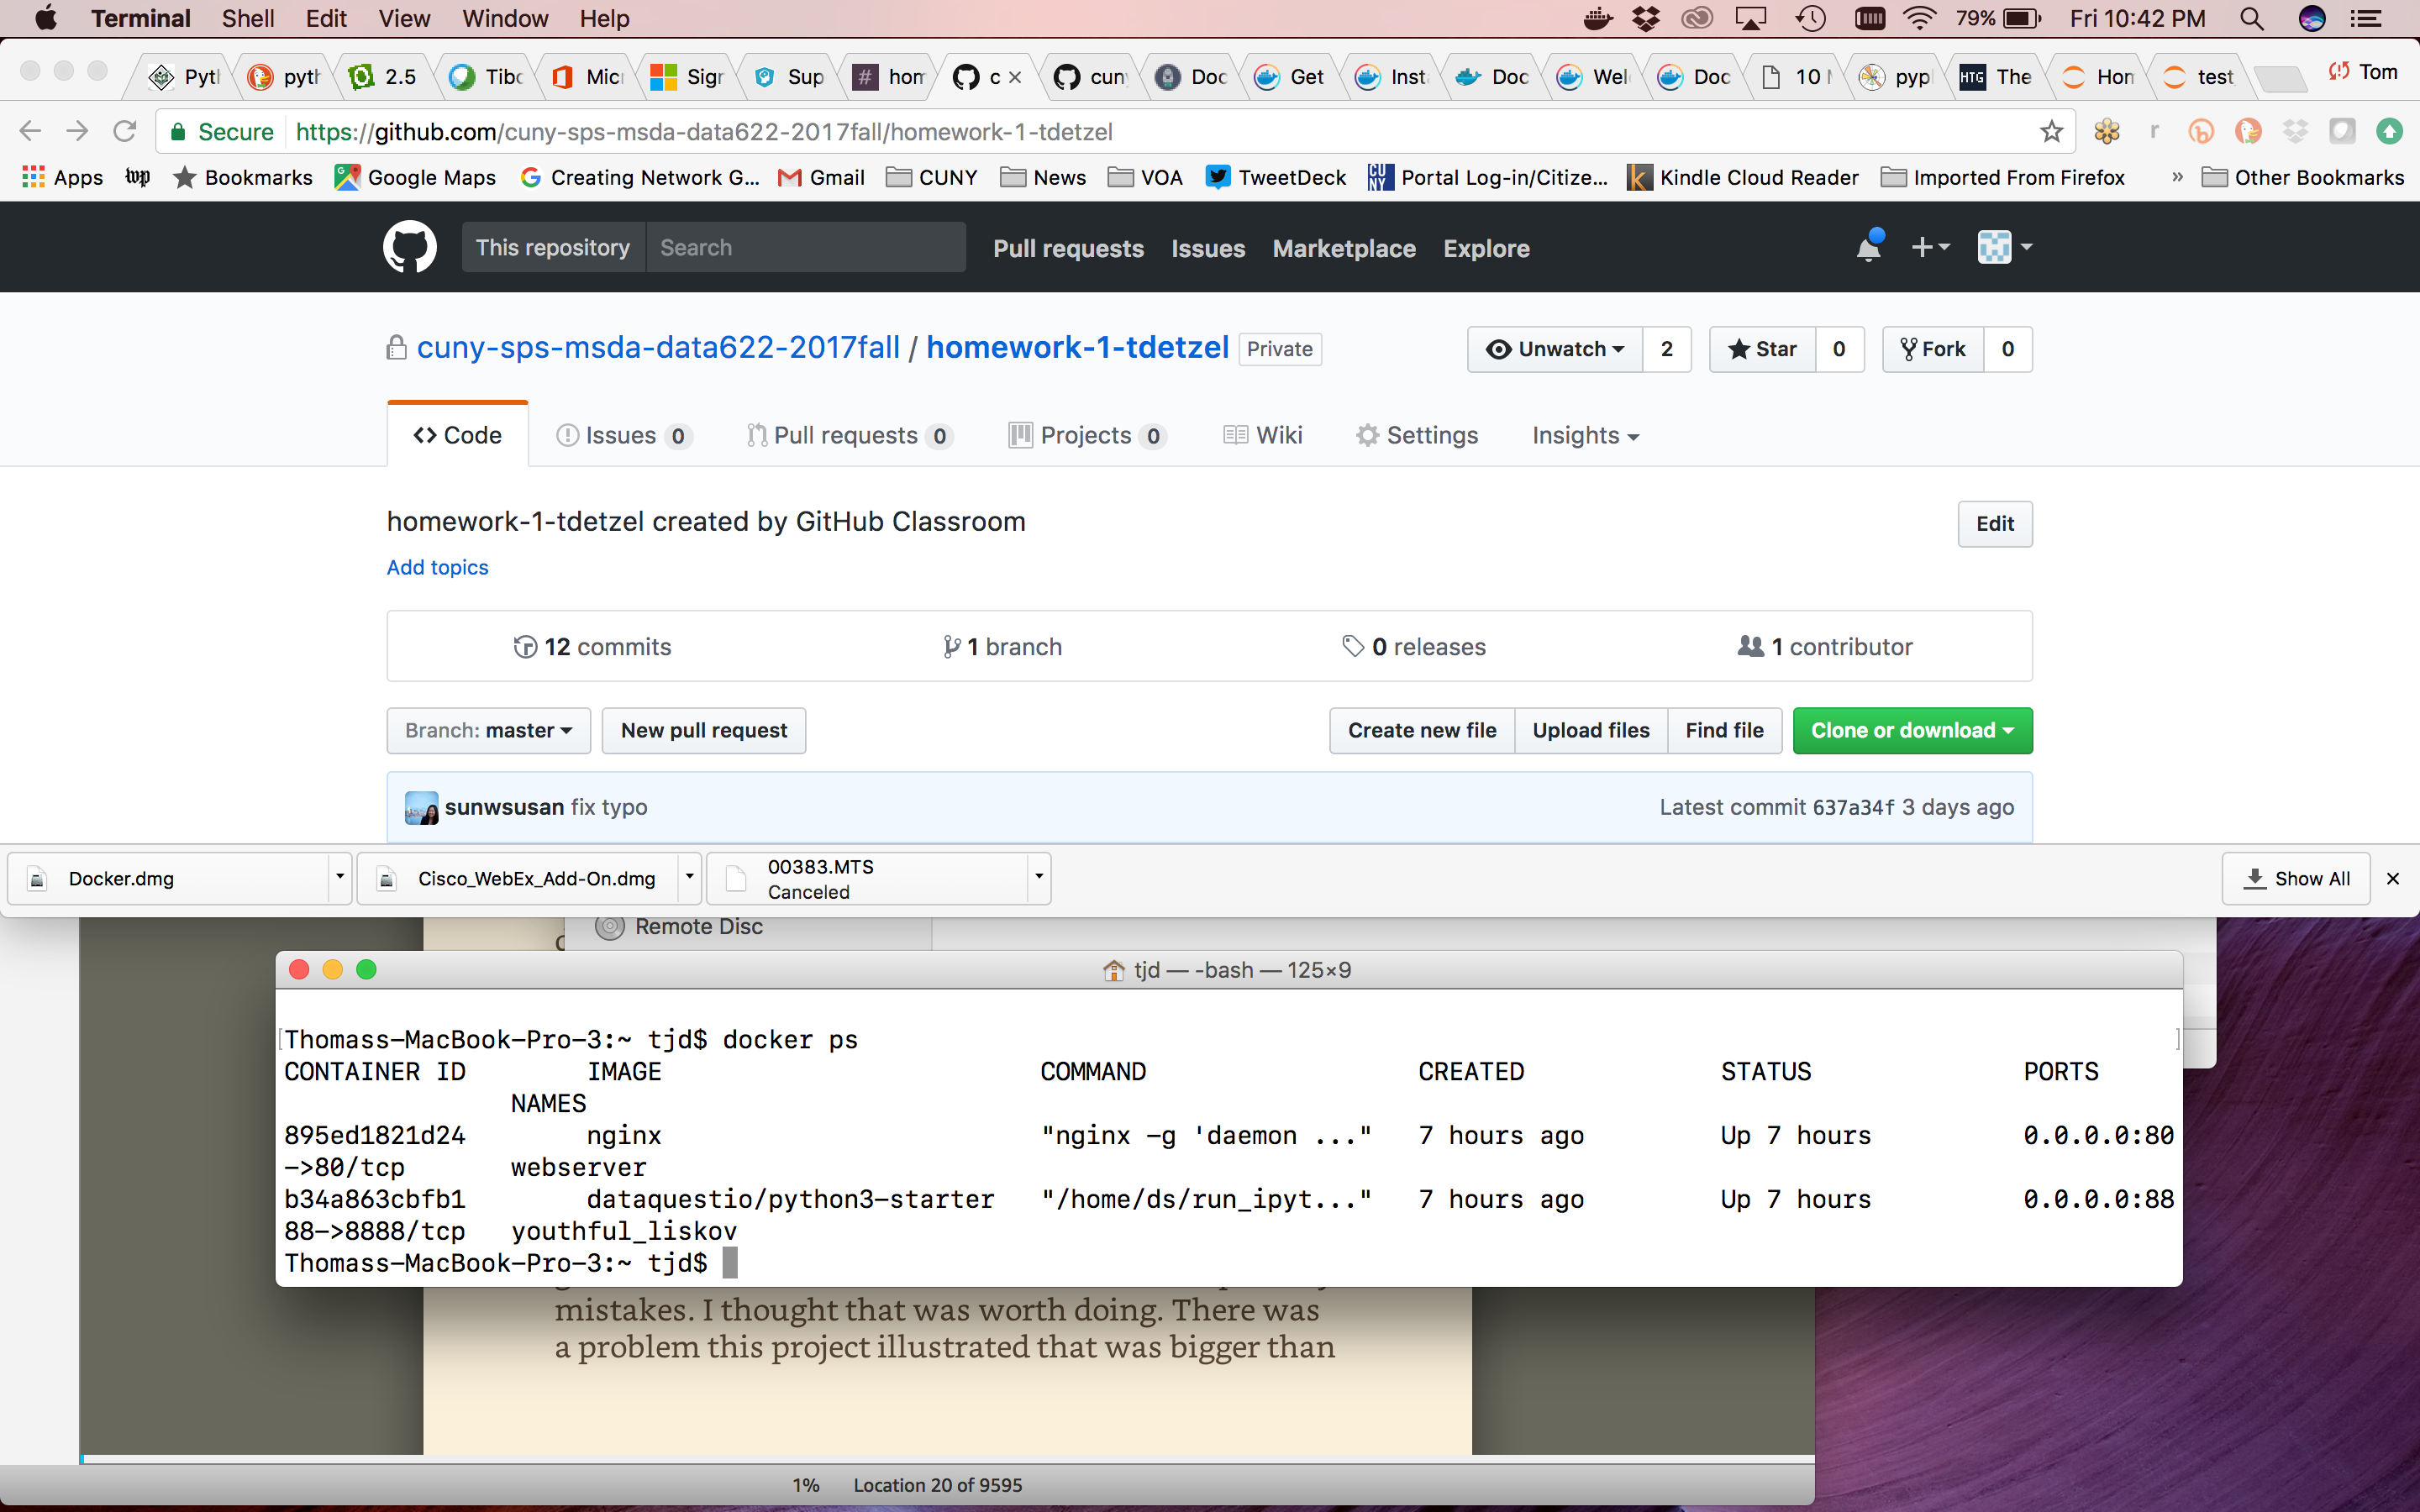 Terminal Shell Edit View Window Help 79% Fri 10:42 PM
Pyth pyth 2.5 Tibc Micr Sigr Sup # hom c × cuny Doc Get Inst Doc Wel Doc 10 pypl HTG The Hom test Tom
Secure https://github.com/cuny-sps-msda-data622-2017fall/homework-1-tdetzel r
Apps wp Bookmarks Google Maps Creating Network G... Gmail CUNY News VOA TweetDeck CUNY Portal Log-in/Citize... k Kindle Cloud Reader Imported From Firefox » Other Bookmarks
This repository Search Pull requests Issues Marketplace Explore
cuny-sps-msda-data622-2017fall / homework-1-tdetzel Private Unwatch 2 Star 0 Fork 0
Code Issues 0 Pull requests 0 Projects 0 Wiki Settings Insights
homework-1-tdetzel created by GitHub Classroom Edit
Add topics
12 commits 1 branch 0 releases 1 contributor
Branch: master New pull request Create new file Upload files Find file Clone or download
sunwsusan fix typo Latest commit 637a34f 3 days ago
Docker.dmg Cisco_WebEx_Add-On.dmg 00383.MTS Show All ×
Canceled
Remote Disc
tjd — -bash — 125×9
[Thomass-MacBook-Pro-3:~ tjd$ docker ps ]
CONTAINER ID IMAGE COMMAND CREATED STATUS PORTS
NAMES
895ed1821d24 nginx "nginx -g 'daemon ..." 7 hours ago Up 7 hours 0.0.0.0:80
->80/tcp webserver
b34a863cbfb1 dataquestio/python3-starter "/home/ds/run_ipyt..." 7 hours ago Up 7 hours 0.0.0.0:88
88->8888/tcp youthful_liskov
Thomass-MacBook-Pro-3:~ tjd$
mistakes. I thought that was worth doing. There was
a problem this project illustrated that was bigger than
1% Location 20 of 9595